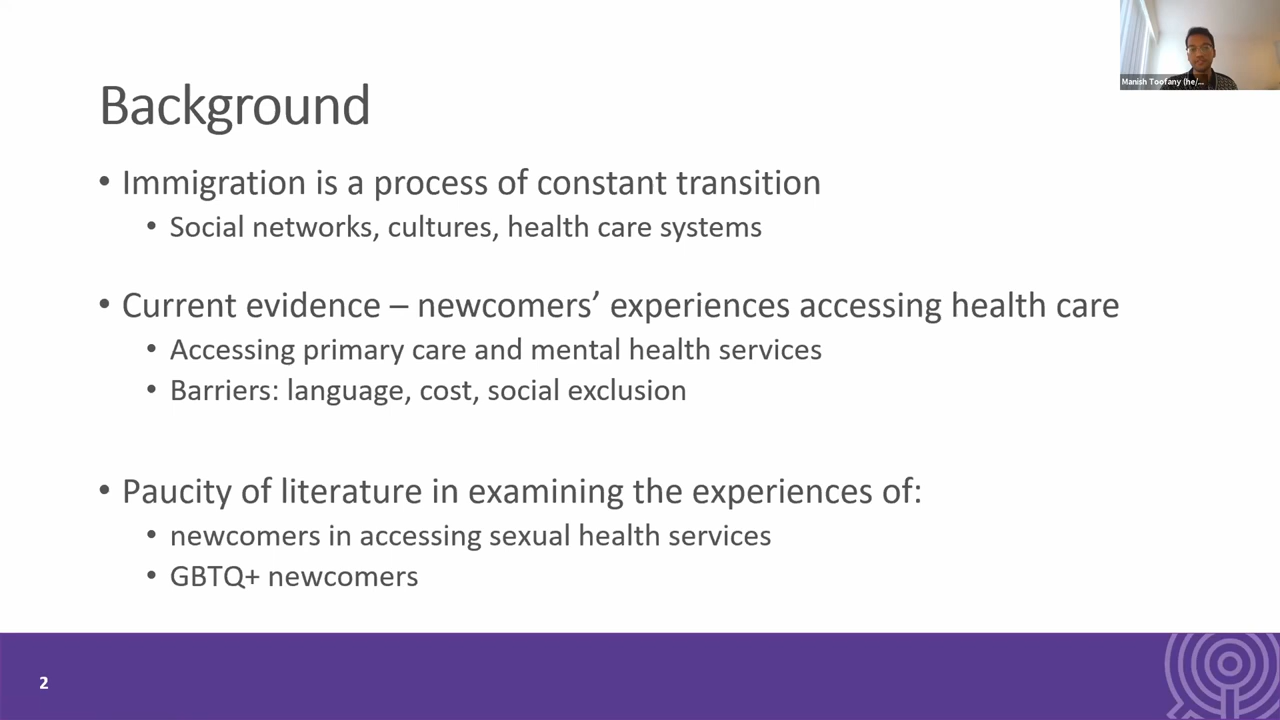 Manish Toofany (he/...
Background
• Immigration is a process of constant transition
• Social networks, cultures, health care systems
• Current evidence – newcomers’ experiences accessing health care
• Accessing primary care and mental health services
• Barriers: language, cost, social exclusion
• Paucity of literature in examining the experiences of:
• newcomers in accessing sexual health services
• GBTQ+ newcomers
2